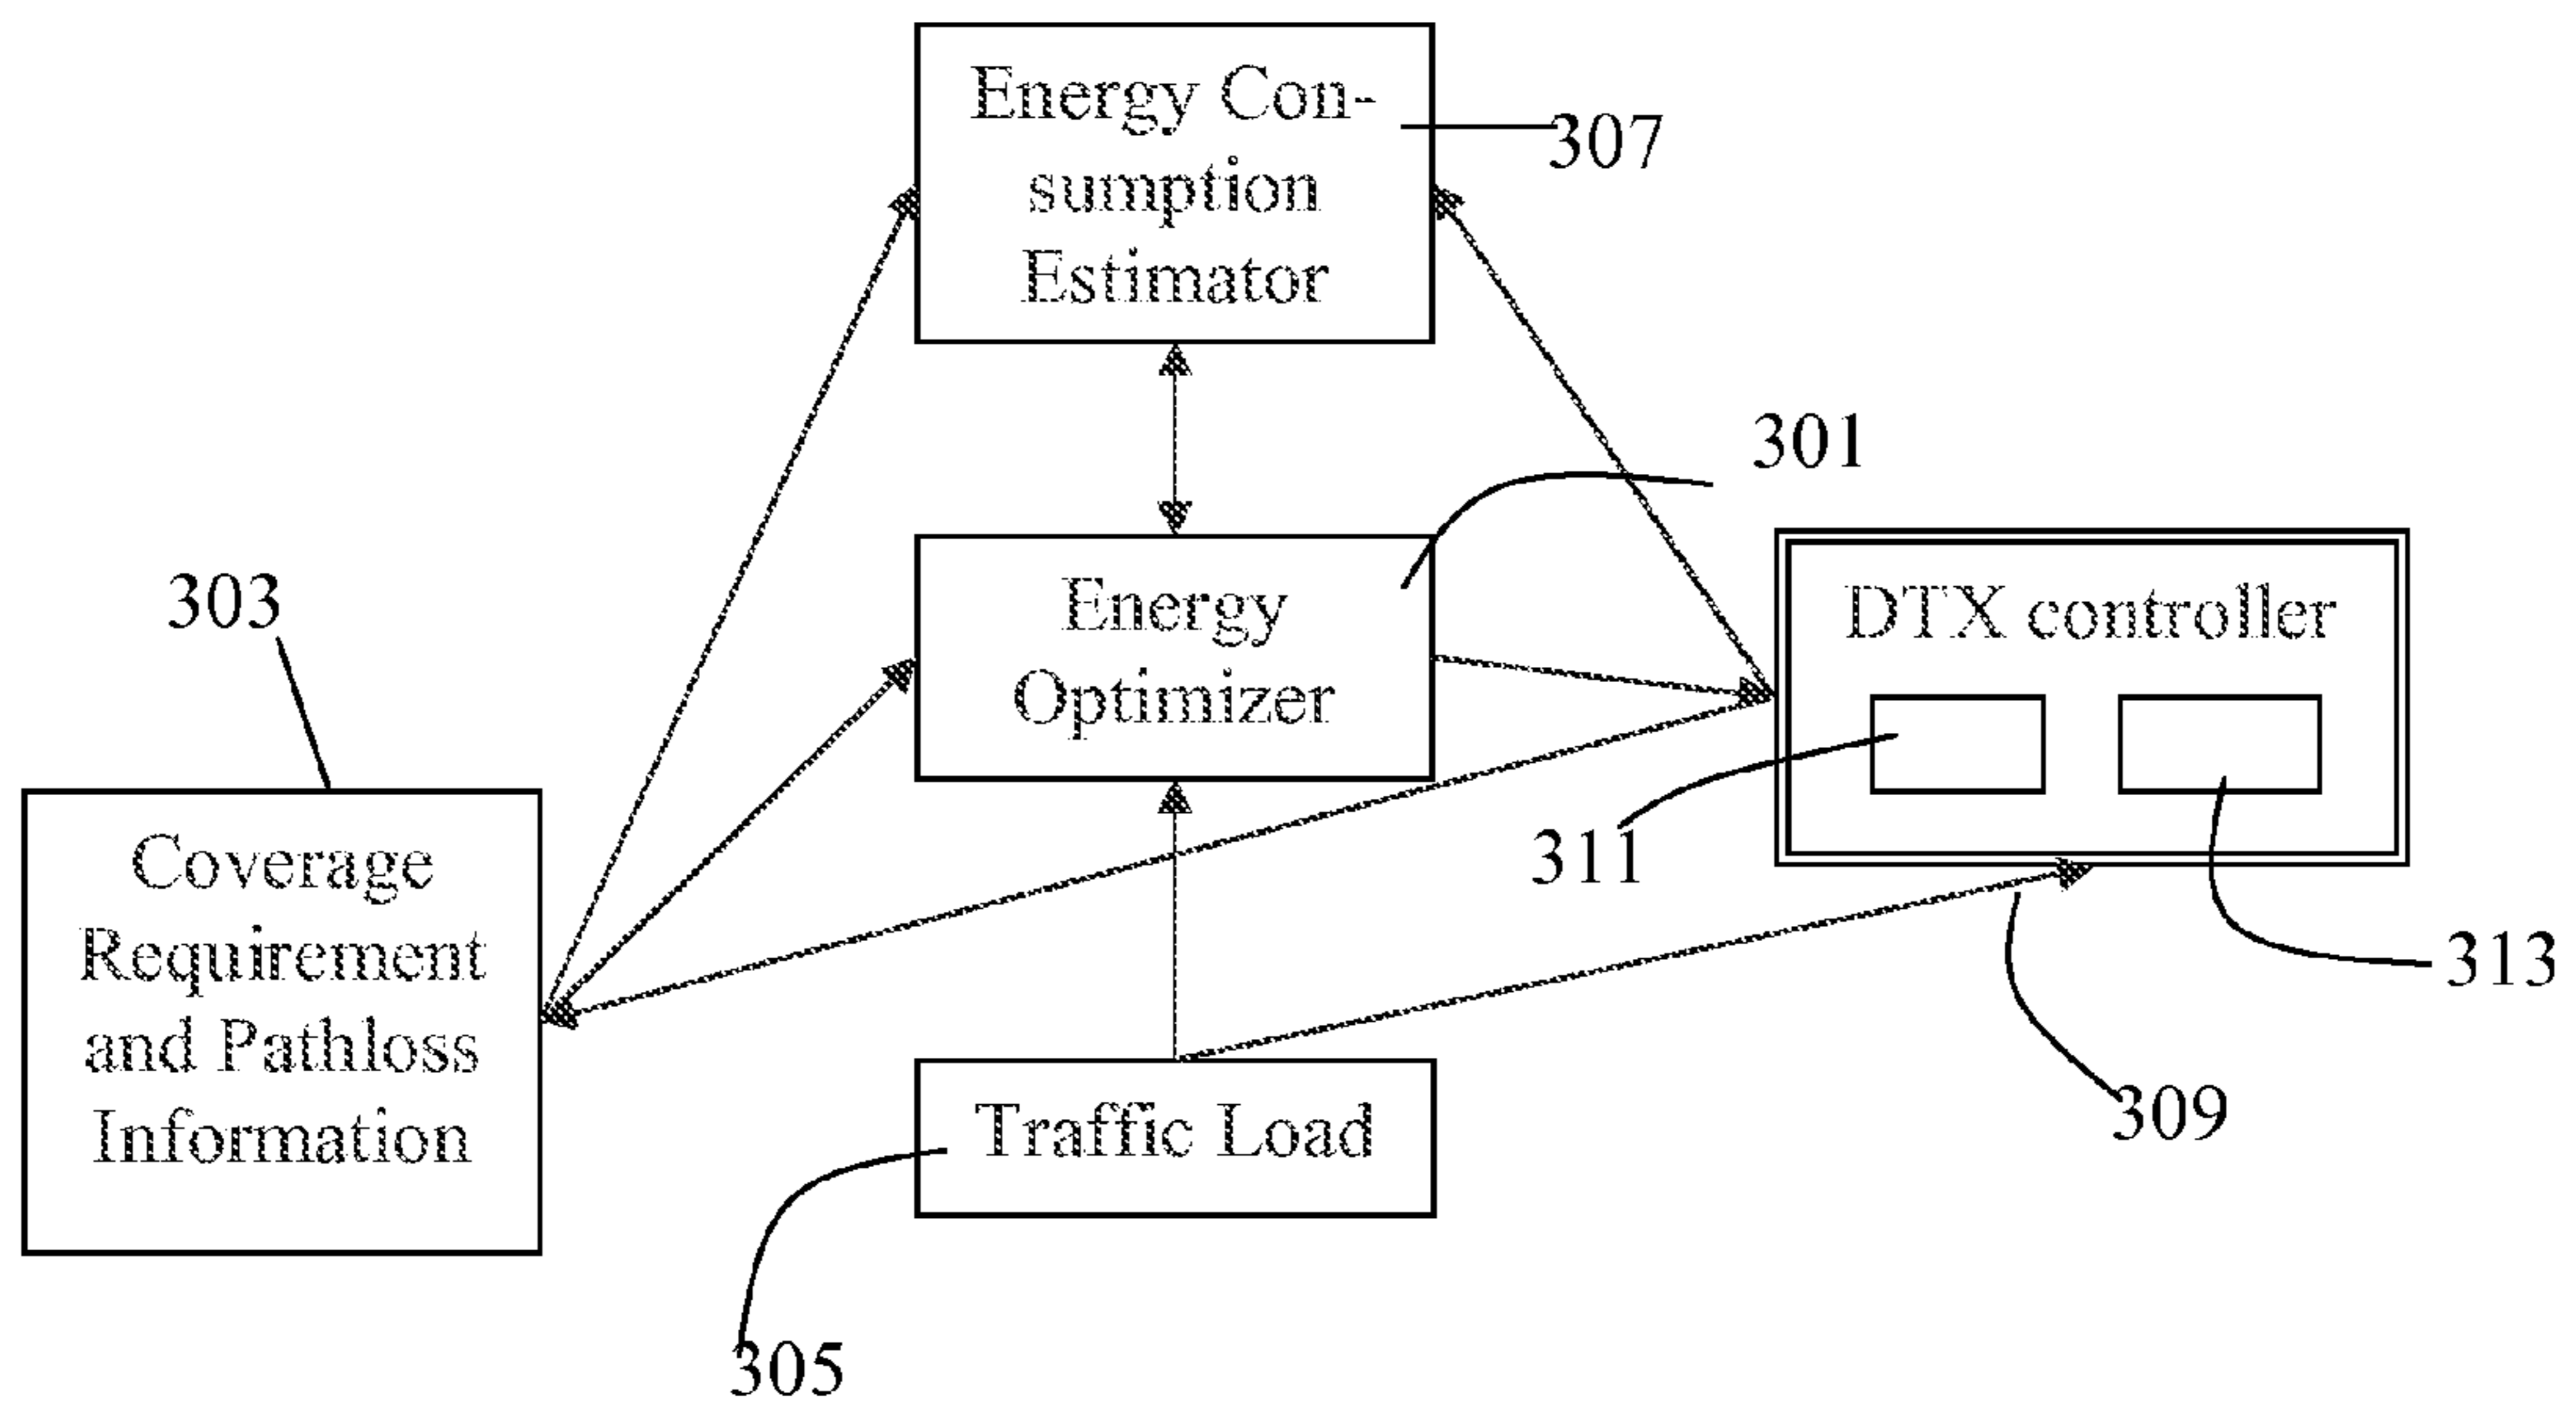 Energy Con-
sumption
Estimator
307
301
Energy
Optimizer
303
DTX controller
Coverage
Requirement
and Pathloss
Information
311
313
309
Traffic Load
305